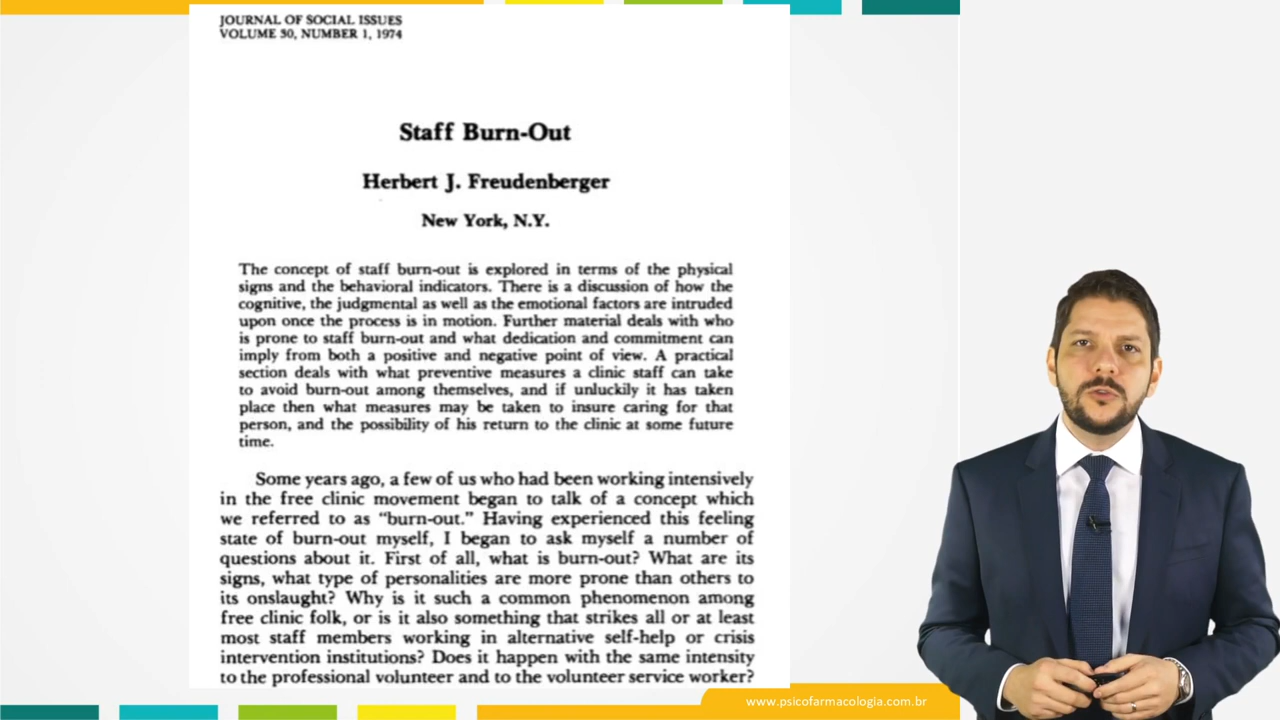 JOURNAL OF SOCIAL ISSUES
VOLUME 30, NUMBER 1, 1974
Staff Burn-Out
Herbert J. Freudenberger
New York, N.Y.
The concept of staff burn-out is explored in terms of the physical
signs and the behavioral indicators. There is a discussion of how the
cognitive, the judgmental as well as the emotional factors are intruded
upon once the process is in motion. Further material deals with who
is prone to staff burn-out and what dedication and commitment can
imply from both a positive and negative point of view. A practical
section deals with what preventive measures a clinic staff can take
to avoid burn-out among themselves, and if unluckily it has taken
place then what measures may be taken to insure caring for that
person, and the possibility of his return to the clinic at some future
time.
Some years ago, a few of us who had been working intensively
in the free clinic movement began to talk of a concept which
we referred to as “burn-out.” Having experienced this feeling
state of burn-out myself, I began to ask myself a number of
questions about it. First of all, what is burn-out? What are its
signs, what type of personalities are more prone than others to
its onslaught? Why is it such a common phenomenon among
free clinic folk, or is it also something that strikes all or at least
most staff members working in alternative self-help or crisis
intervention institutions? Does it happen with the same intensity
to the professional volunteer and to the volunteer service worker?
www.psicofarmacologia.com.br